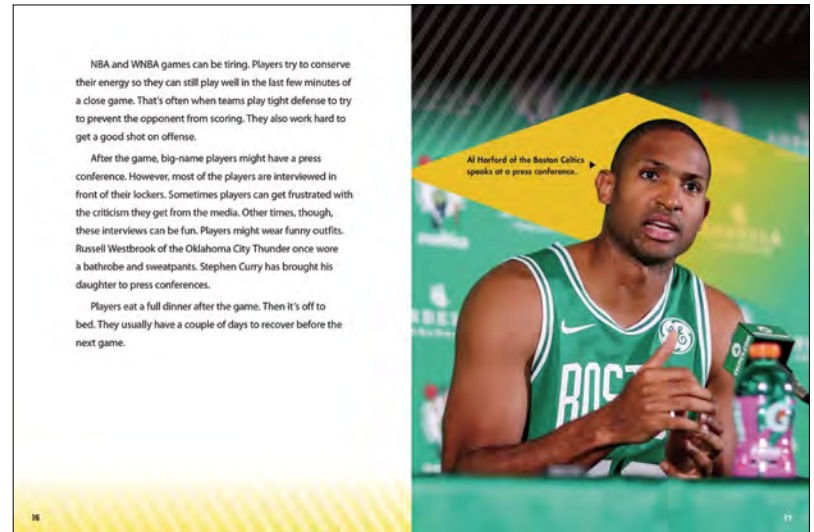 NBA and WNBA games can be tiring. Players try to conserve
their energy so they can still play well in the last few minutes of
a close game. That's often when teams play tight defense to try
to prevent the opponent from scoring. They also work hard to
get a good shot on offense.
After the game, big-name players might have a press
conference. However, most of the players are interviewed in
front of their lockers. Sometimes players can get frustrated with
the criticism they get from the media. Other times, though,
these interviews can be fun. Players might wear funny outfits.
Russell Westbrook of the Oklahoma City Thunder once wore
a bathrobe and sweatpants. Stephen Curry has brought his
daughter to press conferences.
Players eat a full dinner after the game. Then it's off to
bed. They usually have a couple of days to recover before the
next game.
16
Al Horford of the Boston Celtics
speaks at a press conference.
BOST
G
17